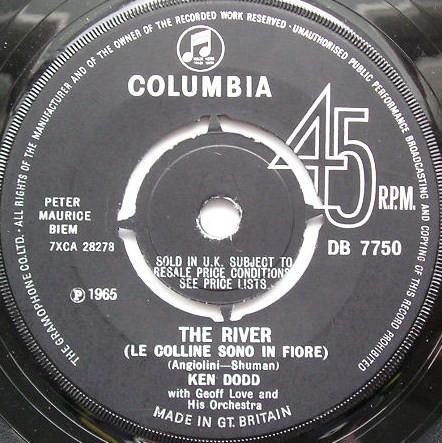 ALL RIGHTS OF THE MANUFACTURER AND OF THE OWNER OF THE RECORDED WORK RESERVED · UNAUTHORISED PUBLIC PERFORMANCE BROADCASTING AND COPYING OF THIS RECORD PROHIBITED
THE GRAMOPHONE CO. LTD. ·
COLUMBIA
45
R.P.M.
PETER
MAURICE
BIEM
7XCA 28278
DB 7750
SOLD IN U.K. SUBJECT TO
RESALE PRICE CONDITIONS,
SEE PRICE LISTS
℗ 1965
THE RIVER
(LE COLLINE SONO IN FIORE)
(Angiolini—Shuman)
KEN DODD
with Geoff Love and
His Orchestra
MADE IN GT. BRITAIN